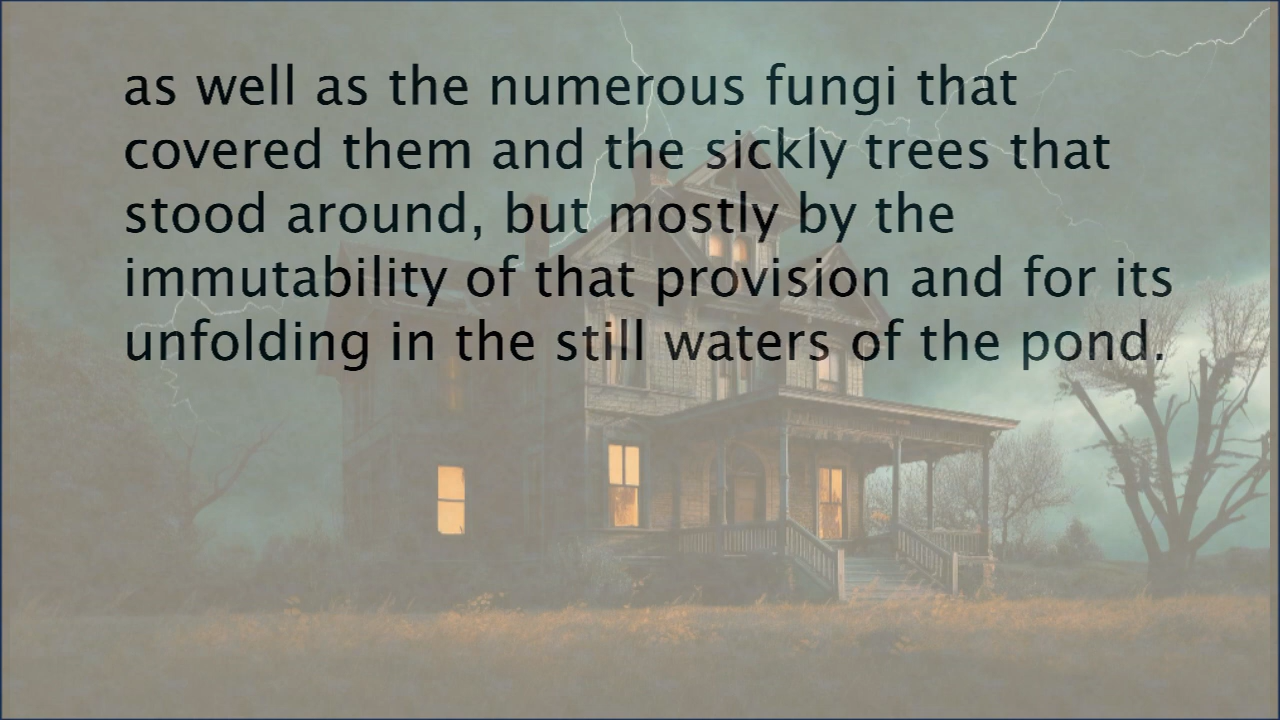 as well as the numerous fungi that
covered them and the sickly trees that
stood around, but mostly by the
immutability of that provision and for its
unfolding in the still waters of the pond.